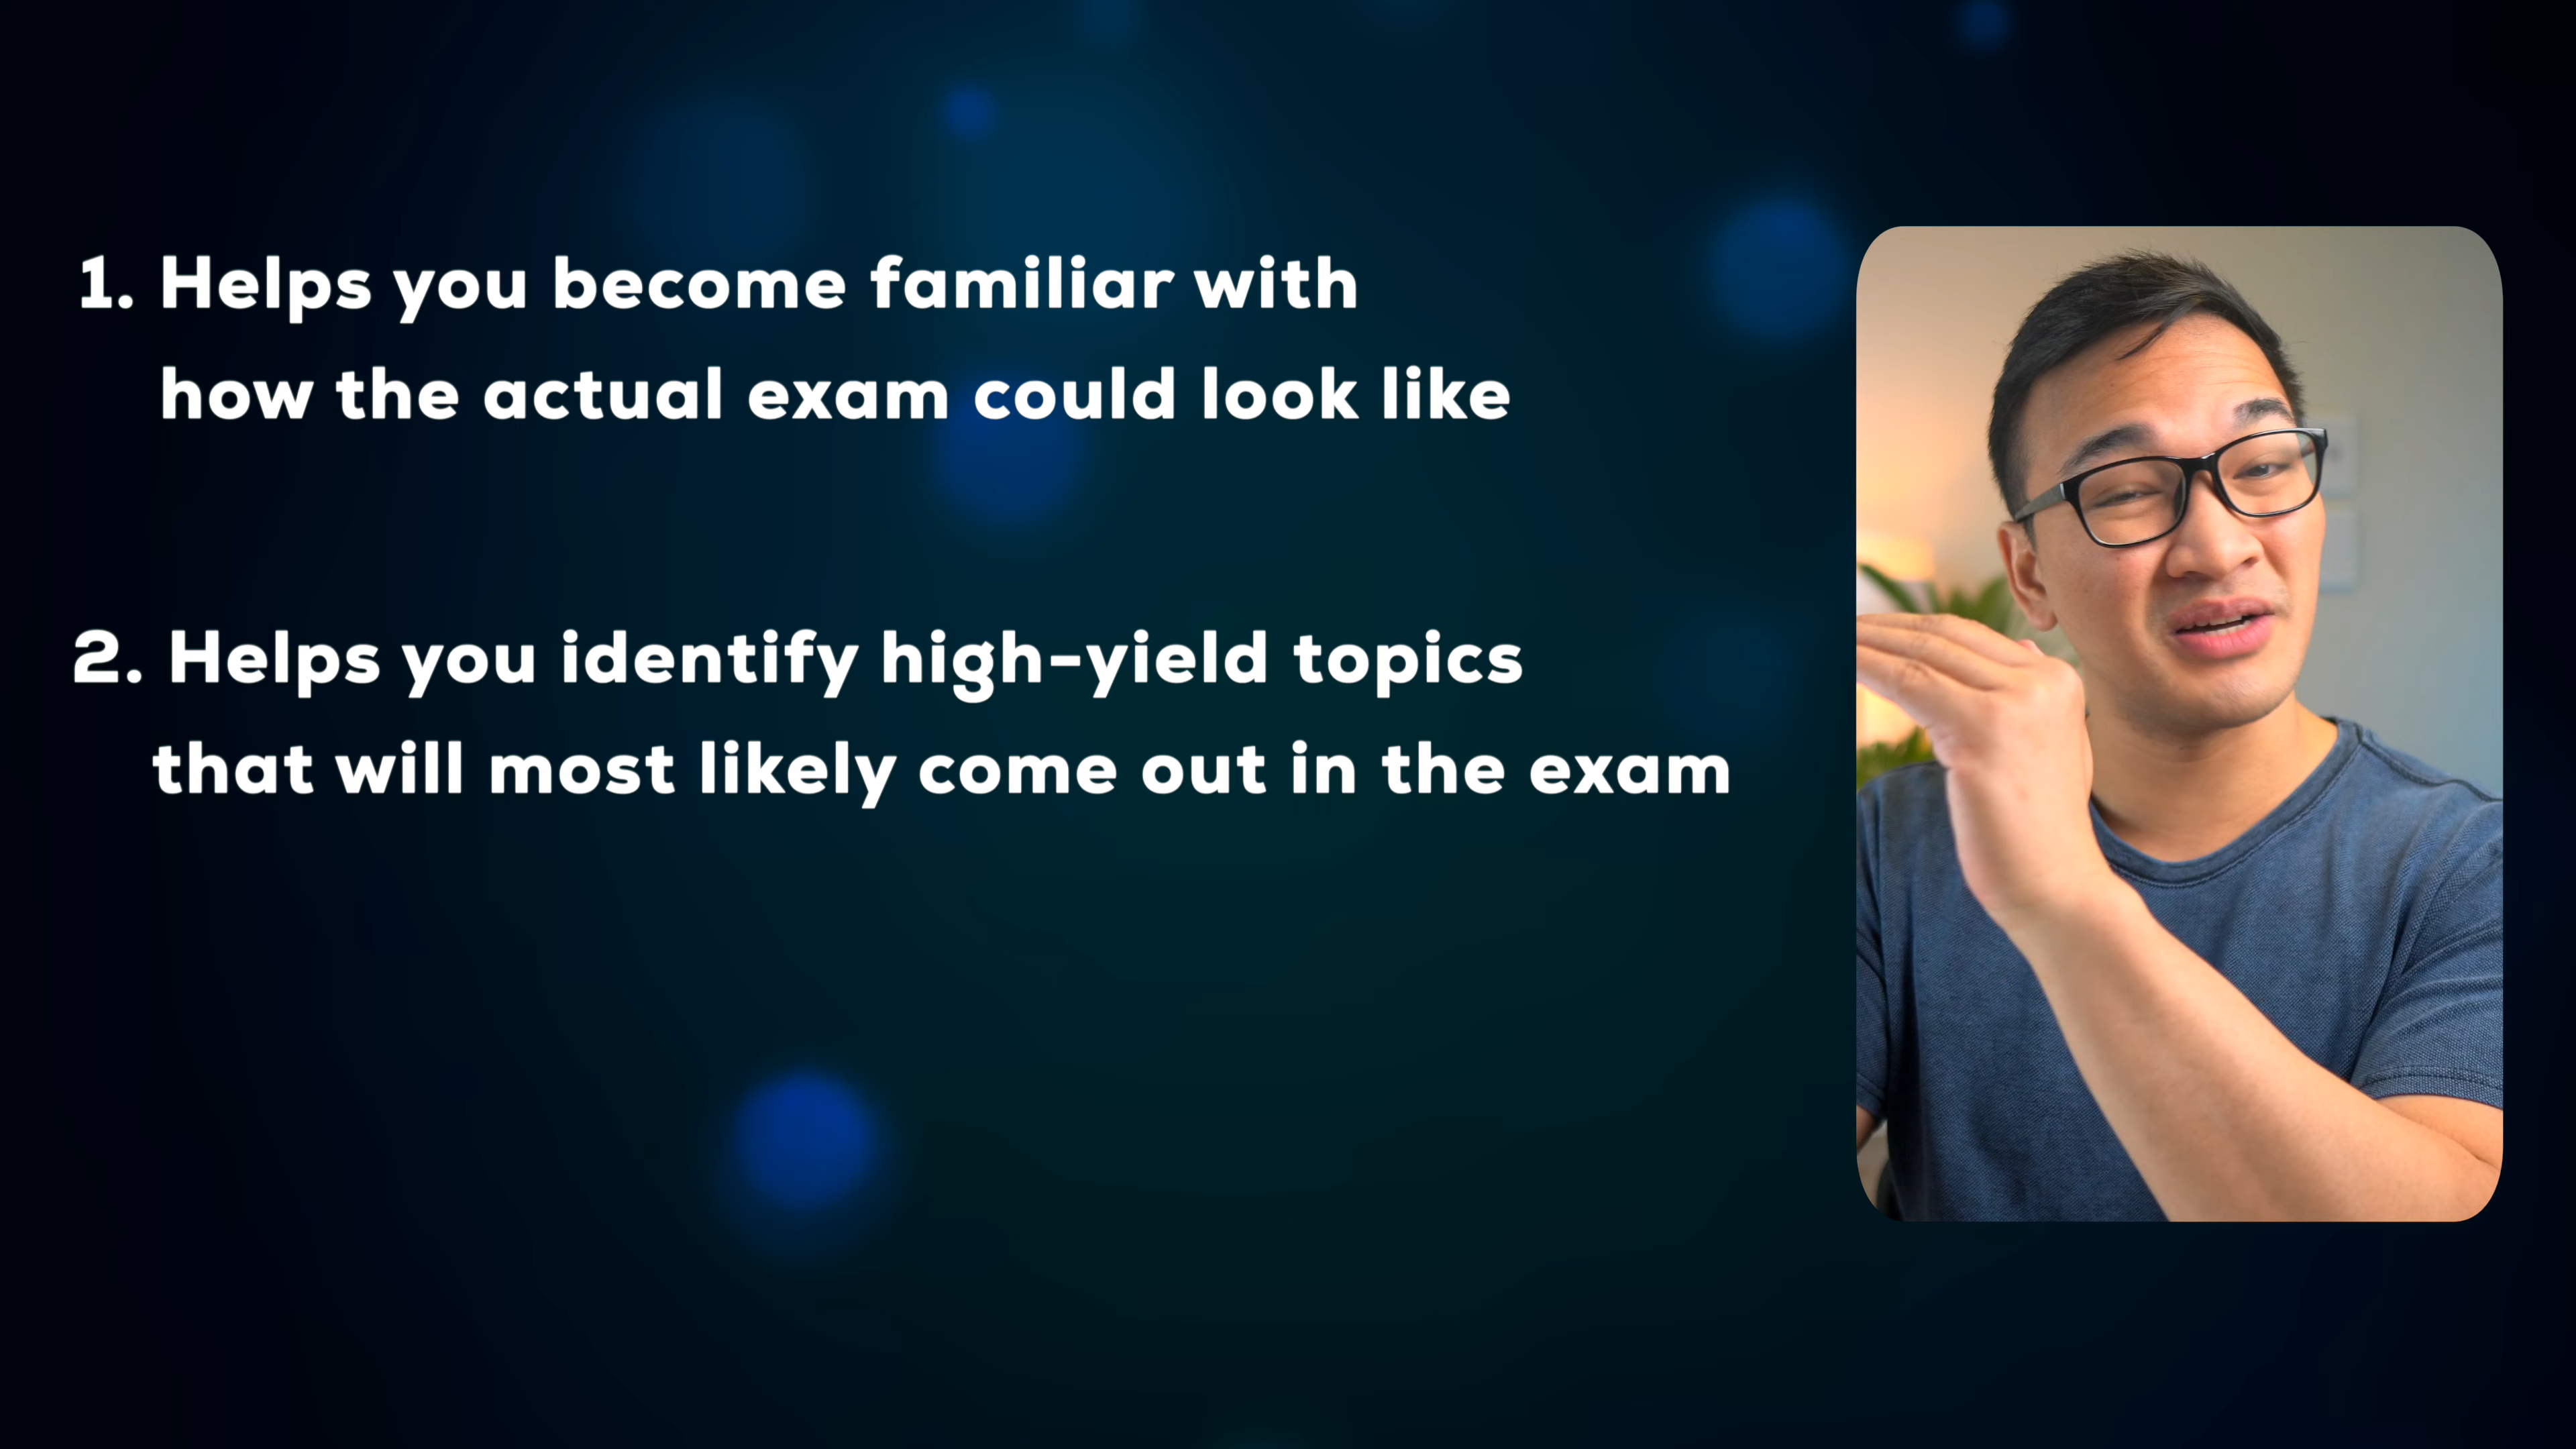 1. Helps you become familiar with
how the actual exam could look like
2. Helps you identify high-yield topics
that will most likely come out in the exam